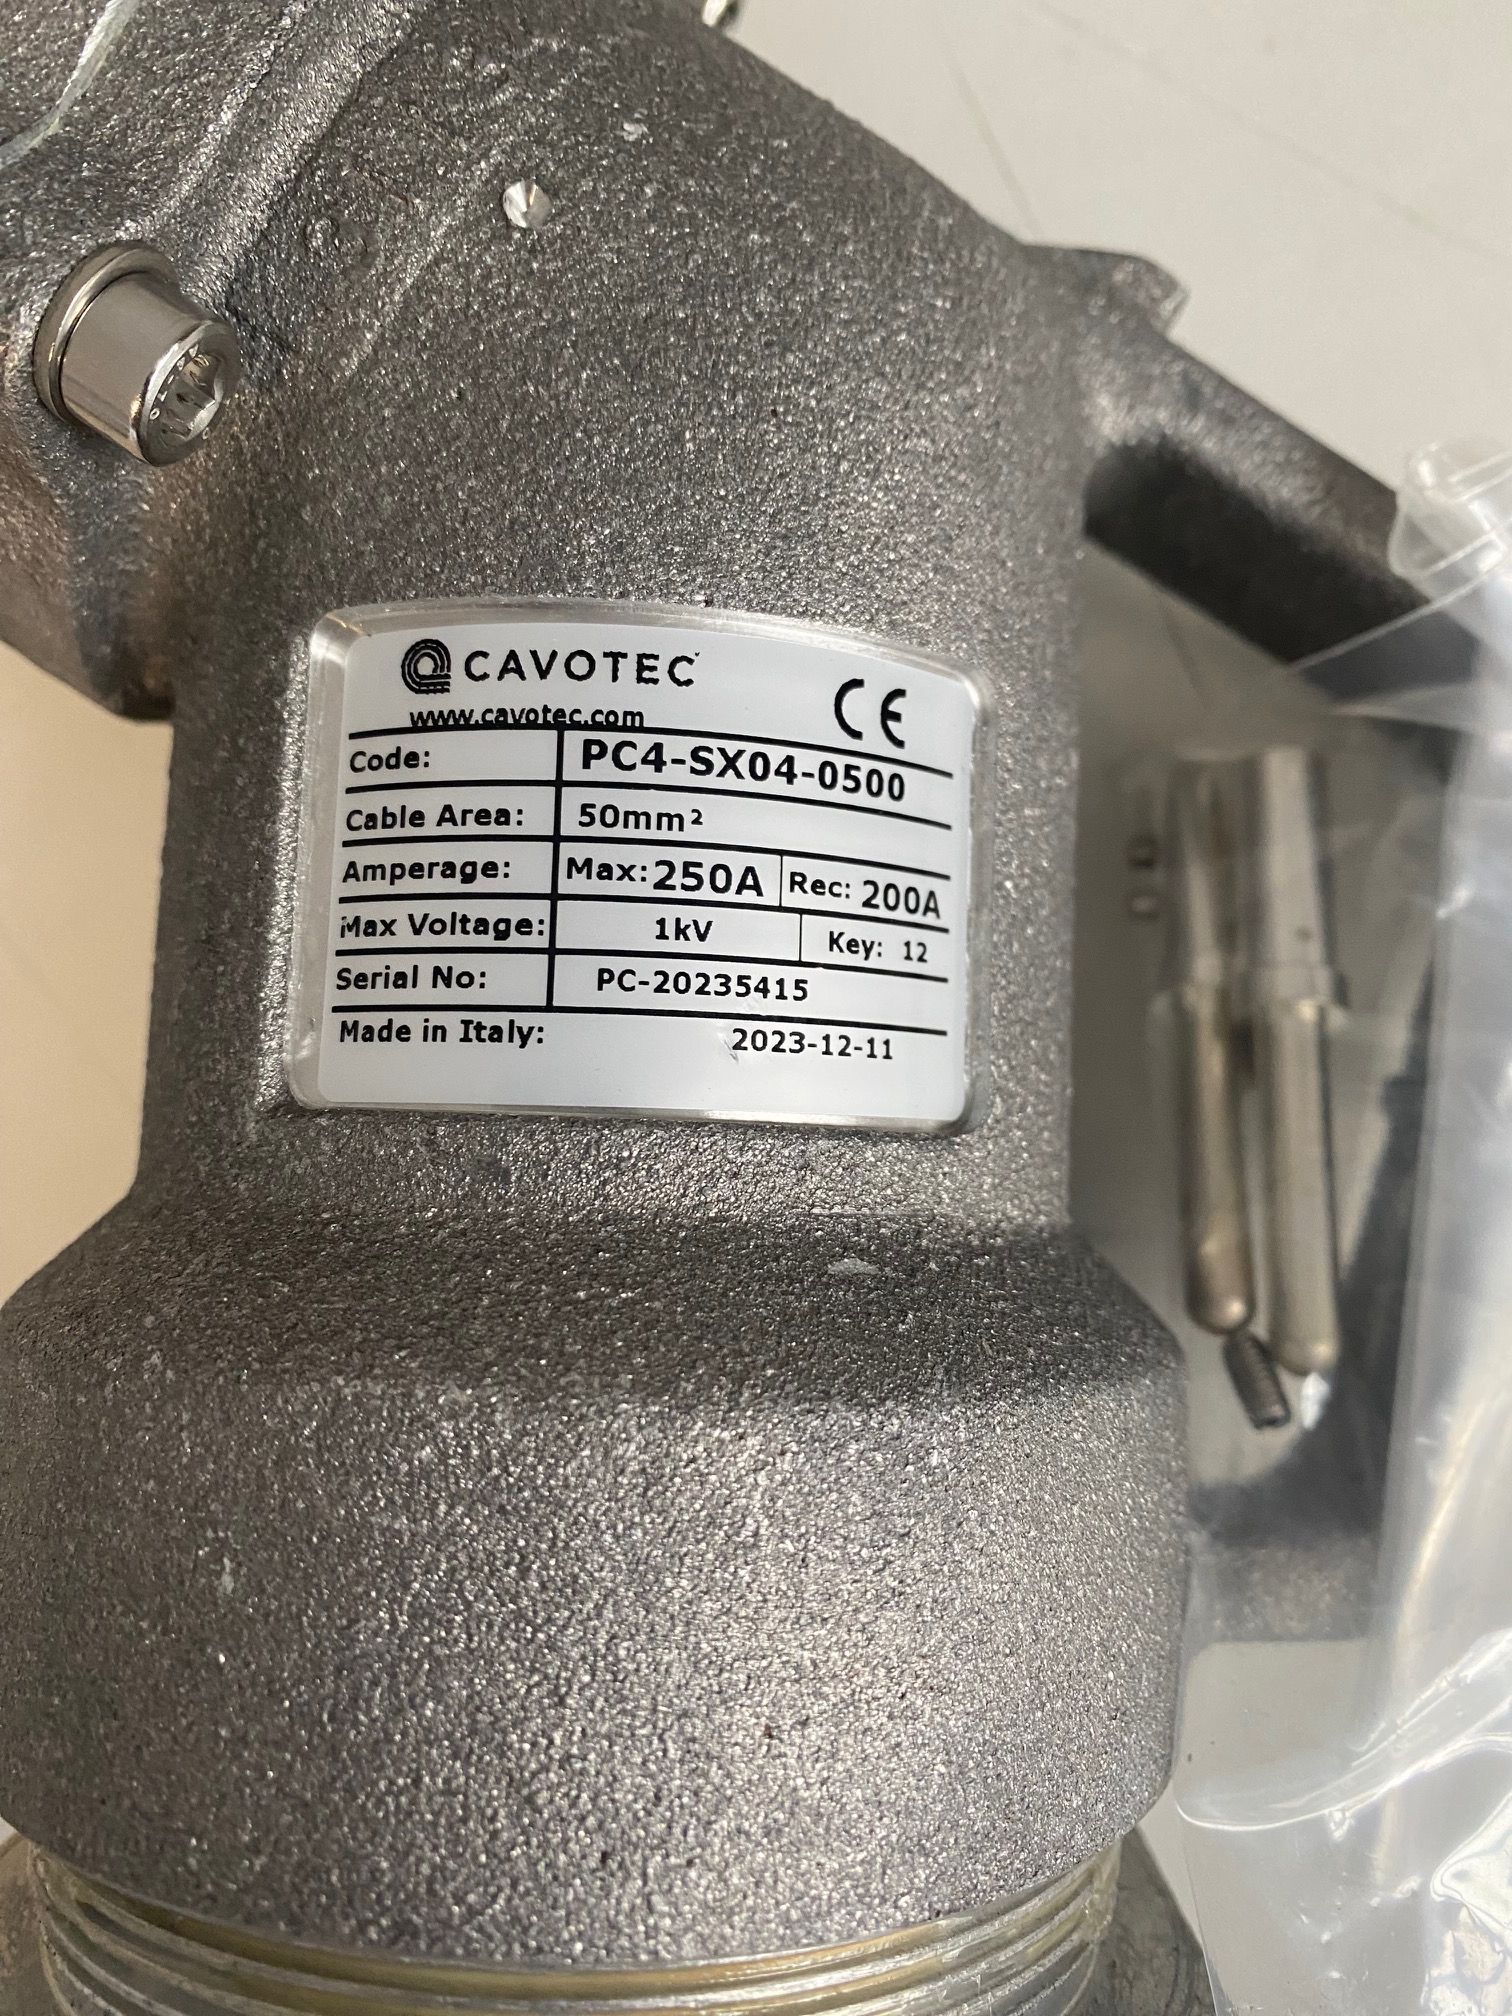 CAVOTEC
www.cavotec.com
CE
Code: PC4-SX04-0500
Cable Area: 50mm²
Amperage: Max: 250A Rec: 200A
Max Voltage: 1kV Key: 12
Serial No: PC-20235415
Made in Italy: 2023-12-11